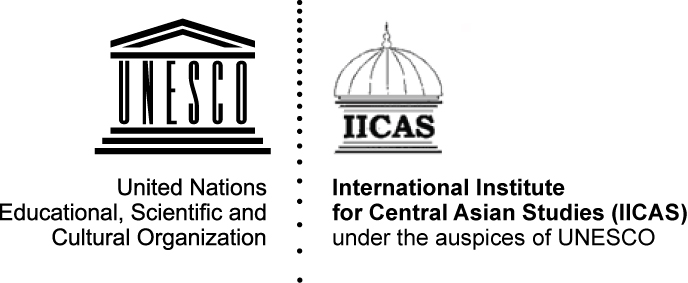 UNESCO
United Nations
Educational, Scientific and
Cultural Organization
IICAS
International Institute
for Central Asian Studies (IICAS)
under the auspices of UNESCO